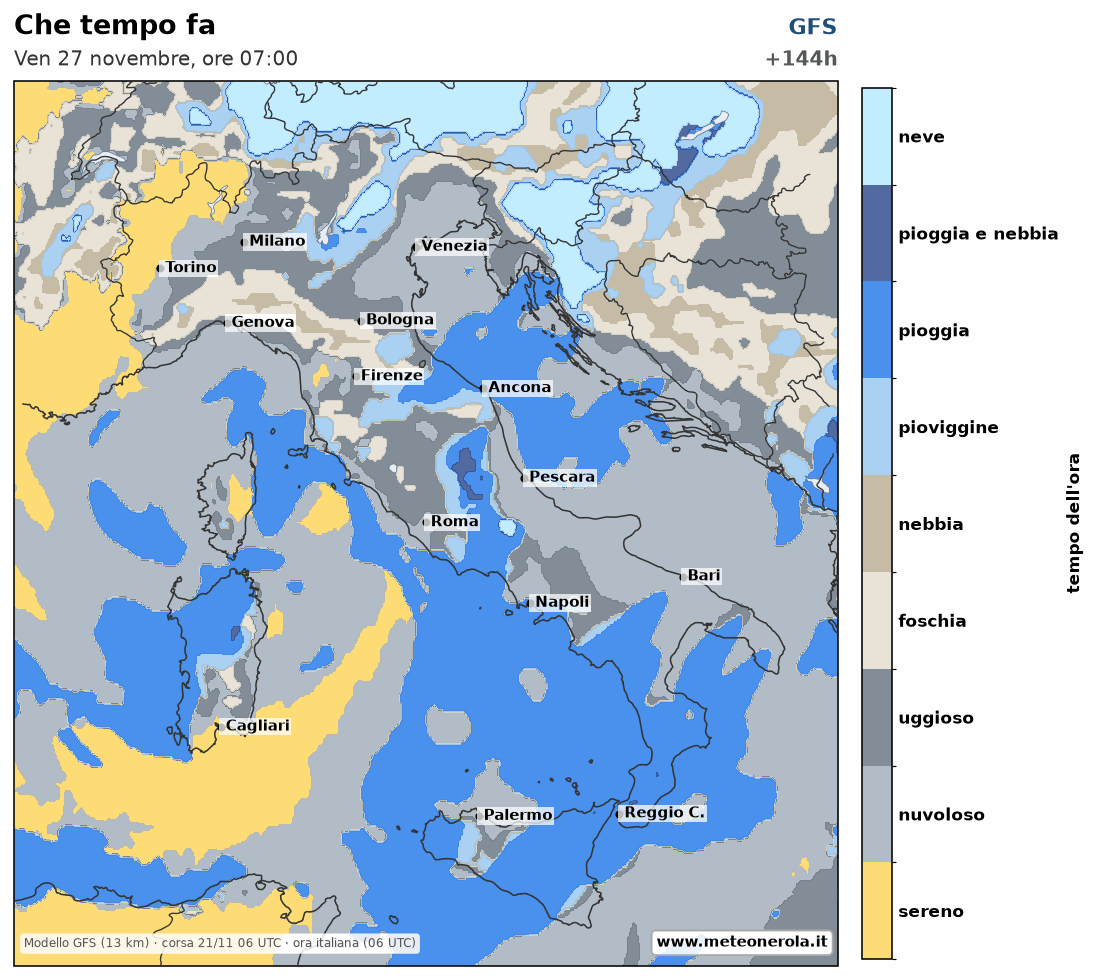 Che tempo fa
GFS
Ven 27 novembre, ore 07:00
+144h
neve
pioggia e nebbia
pioggia
pioviggine
nebbia
foschia
uggioso
nuvoloso
sereno
tempo dell'ora
Milano
Venezia
Torino
Genova
Bologna
Firenze
Ancona
Pescara
Roma
Bari
Napoli
Cagliari
Palermo
Reggio C.
Modello GFS (13 km) · corsa 21/11 06 UTC · ora italiana (06 UTC)
www.meteonerola.it